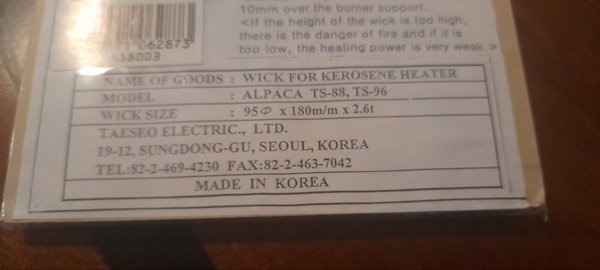 10mm over the burner support.
<If the height of the wick is too high,
there is the danger of fire and if it is
too low, the heating power is very weak.>
062873
NAME OF GOODS : WICK FOR KEROSENE HEATER
MODEL : ALPACA TS-88, TS-96
WICK SIZE : 95Φ x 180m/m x 2.6t
TAESEO ELECTRIC., LTD.
19-12, SUNGDONG-GU, SEOUL, KOREA
TEL:82-2-469-4230 FAX:82-2-463-7042
MADE IN KOREA